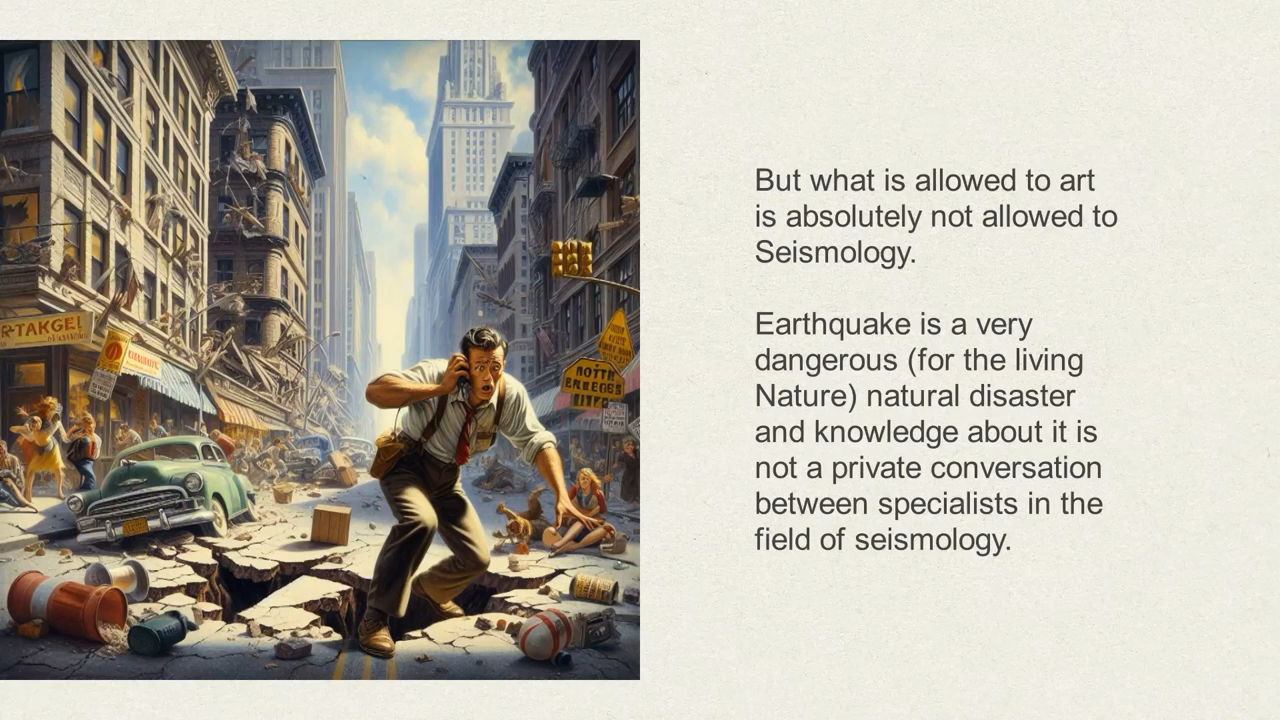 R-TAKGE!
But what is allowed to art
is absolutely not allowed to
Seismology.
Earthquake is a very
dangerous (for the living
Nature) natural disaster
and knowledge about it is
not a private conversation
between specialists in the
field of seismology.